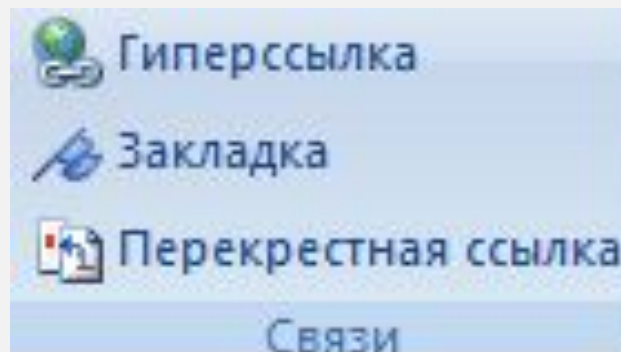 Гиперссылка
Закладка
Перекрестная ссылка
Связи